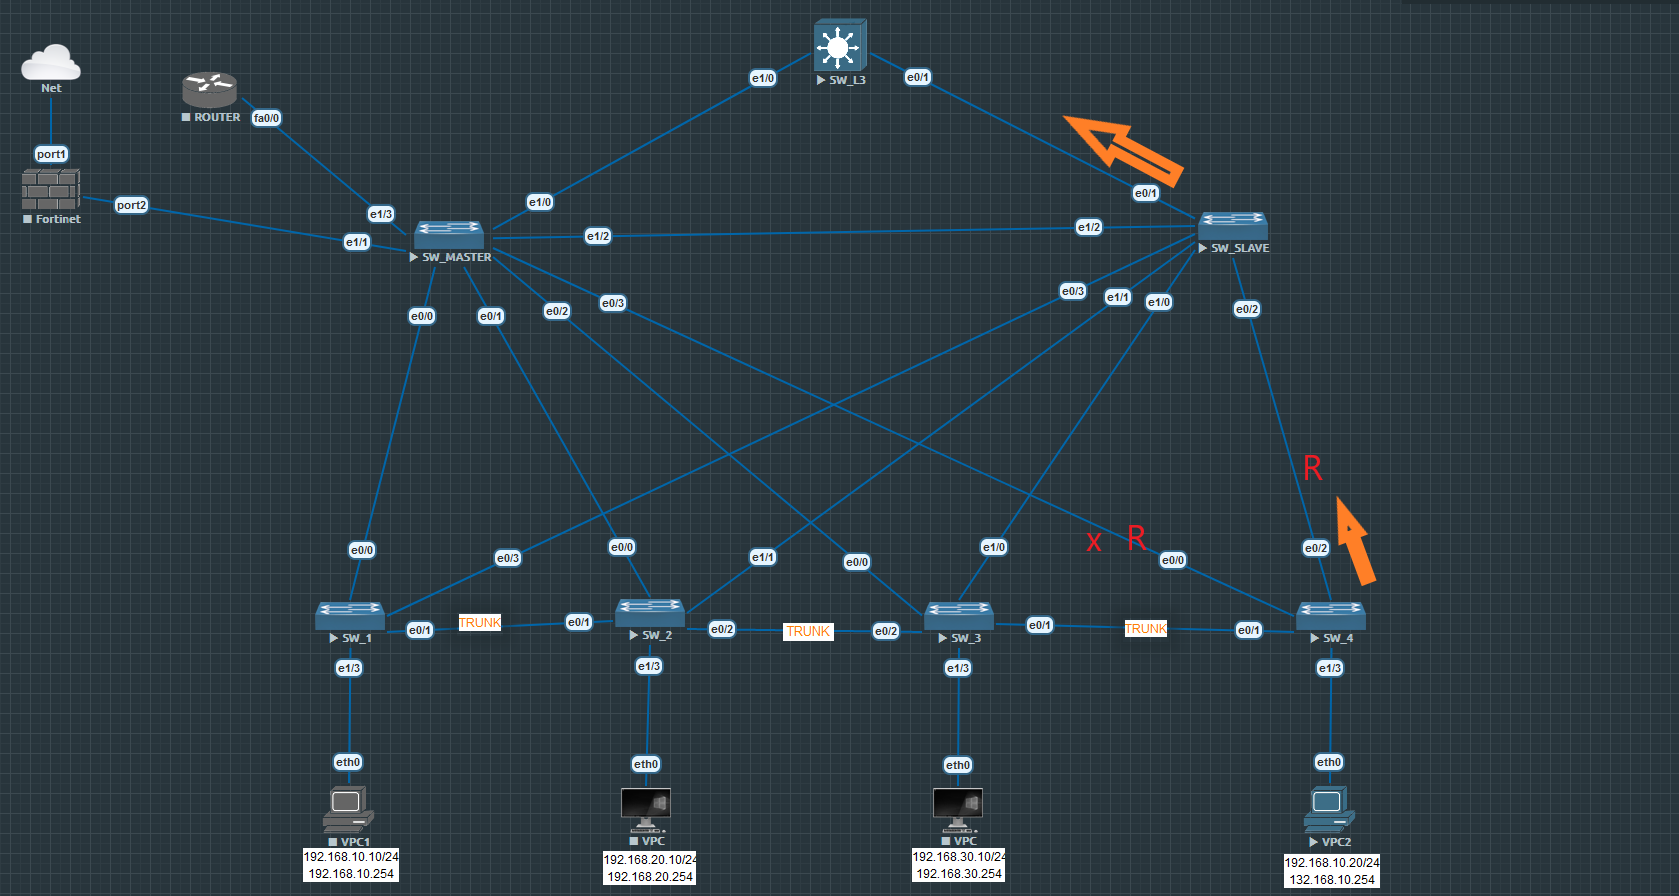 SW_L3
e1/0
e0/1
Net
ROUTER
fa0/0
port1
Fortinet
port2
e1/3
e1/1
e1/0
e1/2
SW_MASTER
e0/1
e1/2
SW_SLAVE
e0/0
e0/1
e0/2
e0/3
e0/3
e1/1
e1/0
e0/2
R
x
R
e0/0
e0/3
e0/0
e1/1
e0/0
e1/0
e0/0
e0/2
SW_1
e0/1
TRUNK
e0/1
SW_2
e0/2
TRUNK
e0/2
SW_3
e0/1
TRUNK
e0/1
SW_4
e1/3
e1/3
e1/3
e1/3
eth0
eth0
eth0
eth0
VPC1
192.168.10.10/24
192.168.10.254
VPC
192.168.20.10/24
192.168.20.254
VPC
192.168.30.10/24
192.168.30.254
VPC2
192.168.10.20/24
132.168.10.254